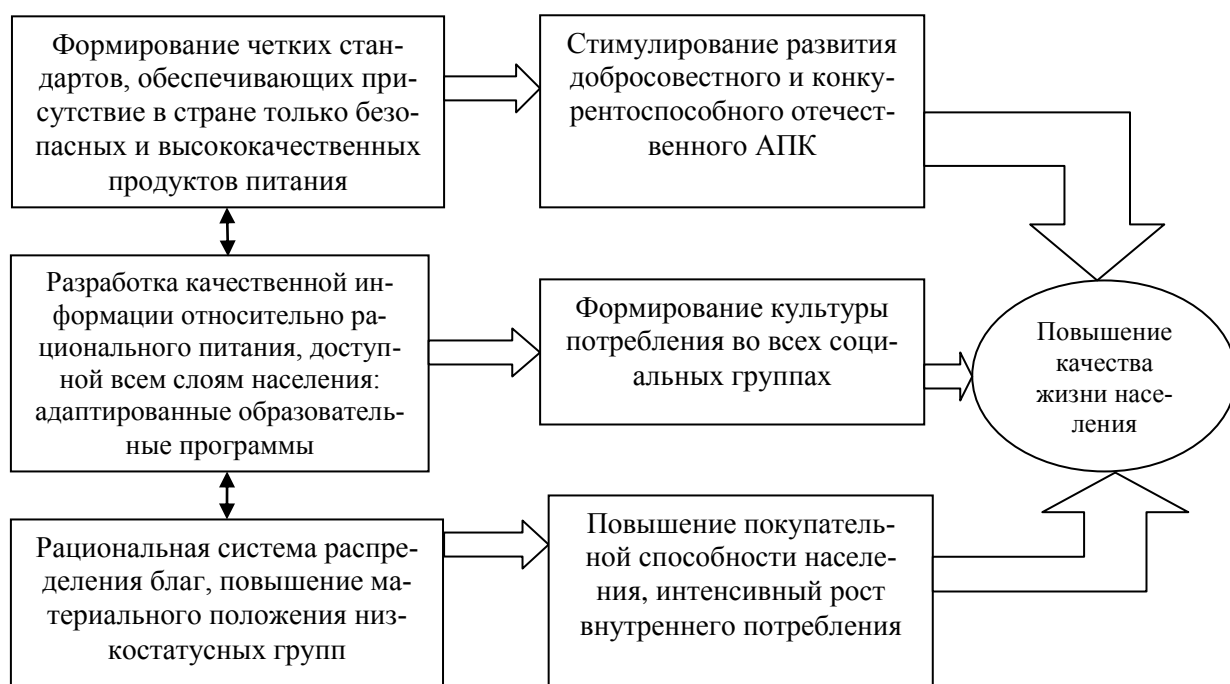 Формирование четких стан-
дартов, обеспечивающих при-
сутствие в стране только безо-
пасных и высококачественных
продуктов питания
Стимулирование развития
добросовестного и конку-
рентоспособного отечест-
венного АПК
Разработка качественной ин-
формации относительно ра-
ционального питания, доступ-
ной всем слоям населения:
адаптированные образователь-
ные программы
Формирование культуры
потребления во всех соци-
альных группах
Повышение
качества
жизни насе-
ления
Рациональная система распре-
деления благ, повышение ма-
териального положения низ-
костатусных групп
Повышение покупатель-
ной способности населе-
ния, интенсивный рост
внутреннего потребления